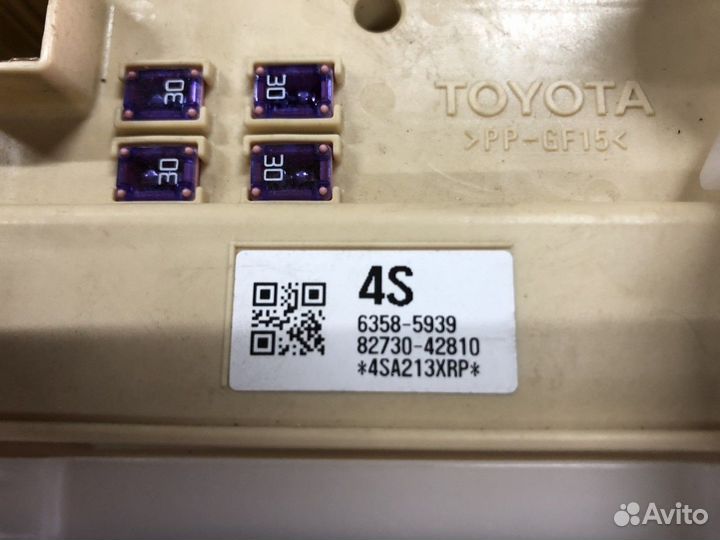 30
30
30
30
TOYOTA
>PP-GF15<
4S
6358-5939
82730-42810
*4SA213XRP*
Avito